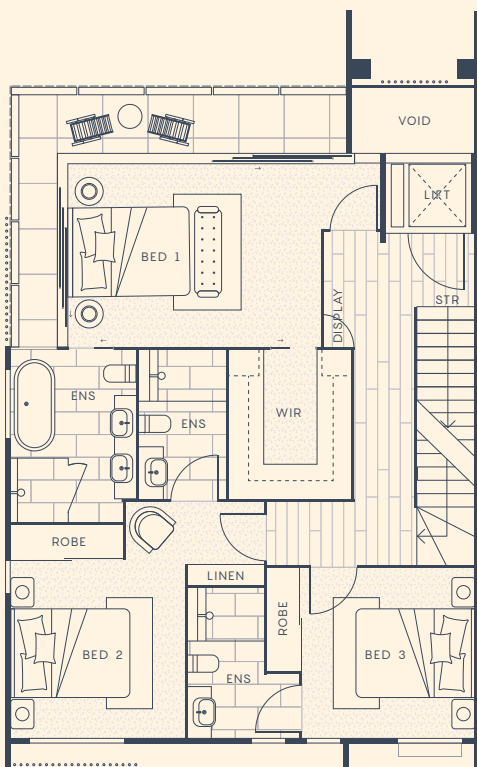 VOID
LIFT
BED 1
DISPLAY
STR
ENS
ENS
WIR
ROBE
LINEN
ROBE
BED 2
BED 3
ENS